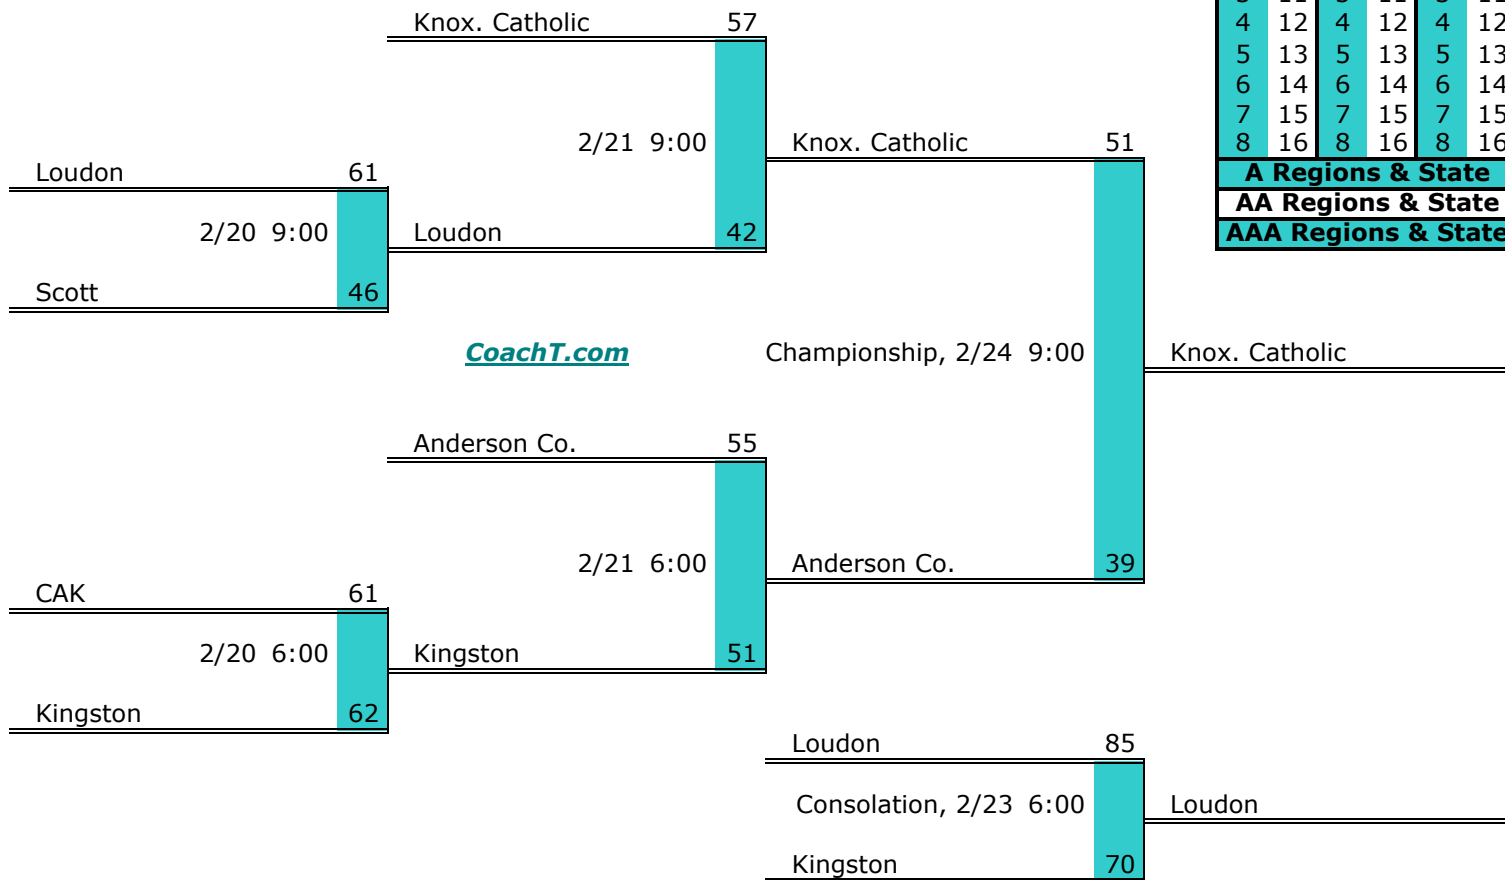 Knox. Catholic 57
4 12 4 12 4 12
5 13 5 13 5 13
6 14 6 14 6 14
7 15 7 15 7 15
2/21 9:00 Knox. Catholic 51
8 16 8 16 8 16
Loudon 61
A Regions & State
AA Regions & State
2/20 9:00 Loudon 42
AAA Regions & State
Scott 46
CoachT.com Championship, 2/24 9:00 Knox. Catholic
Anderson Co. 55
2/21 6:00 Anderson Co. 39
CAK 61
2/20 6:00 Kingston 51
Kingston 62
Loudon 85
Consolation, 2/23 6:00 Loudon
Kingston 70